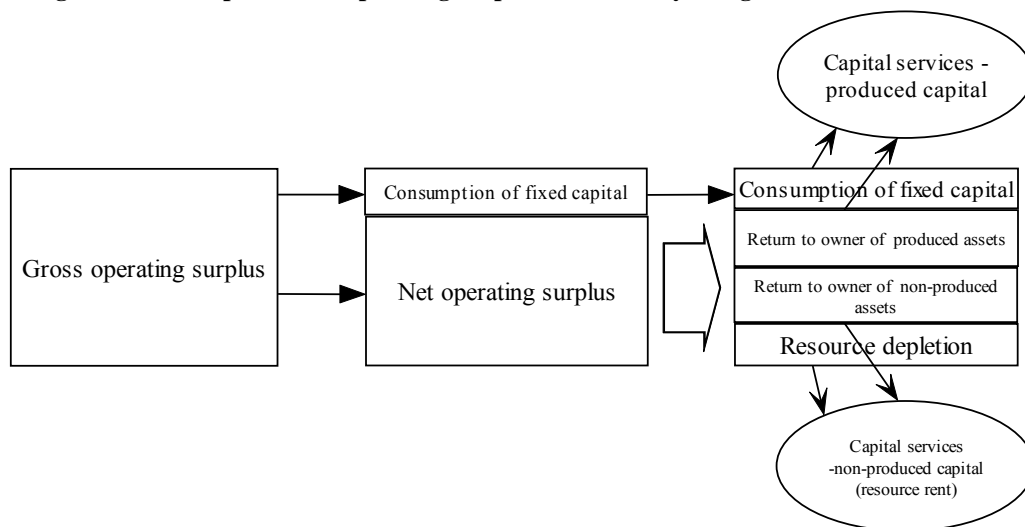 Capital services -
produced capital
Gross operating surplus
Consumption of fixed capital
Net operating surplus
Consumption of fixed capital
Return to owner of produced assets
Return to owner of non-produced
assets
Resource depletion
Capital services
-non-produced capital
(resource rent)